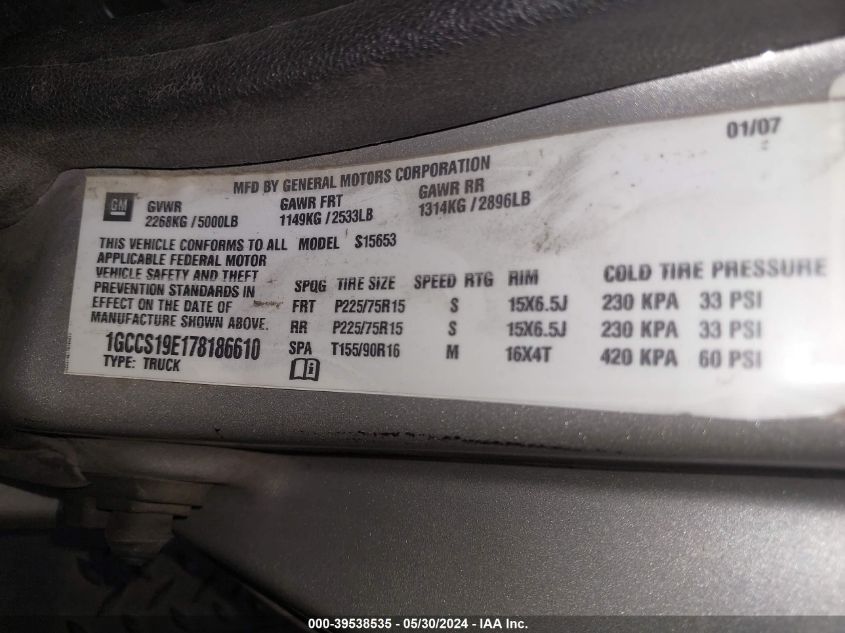 01/07
MFD BY GENERAL MOTORS CORPORATION
GM
GVWR GAWR FRT GAWR RR
2268KG / 5000LB 1149KG / 2533LB 1314KG / 2896LB
THIS VEHICLE CONFORMS TO ALL MODEL S15653
APPLICABLE FEDERAL MOTOR
VEHICLE SAFETY AND THEFT
PREVENTION STANDARDS IN
EFFECT ON THE DATE OF
MANUFACTURE SHOWN ABOVE.
1GCCS19E178186610
TYPE: TRUCK
SPQG TIRE SIZE SPEED RTG RIM COLD TIRE PRESSURE
FRT P225/75R15 S 15X6.5J 230 KPA 33 PSI
RR P225/75R15 S 15X6.5J 230 KPA 33 PSI
SPA T155/90R16 M 16X4T 420 KPA 60 PSI
000-39538535 - 05/30/2024 - IAA Inc.